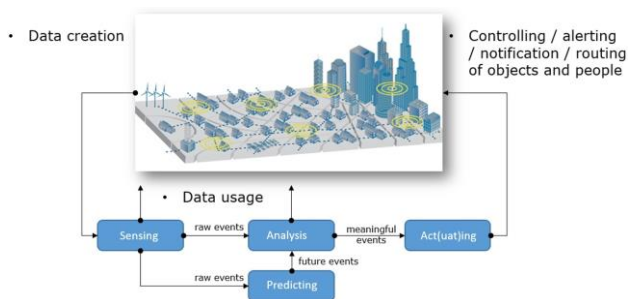 • Data creation
• Controlling / alerting
/ notification / routing
of objects and people
• Data usage
Sensing
raw events
Analysis
meaningful
events
Act(uat)ing
future events
raw events
Predicting